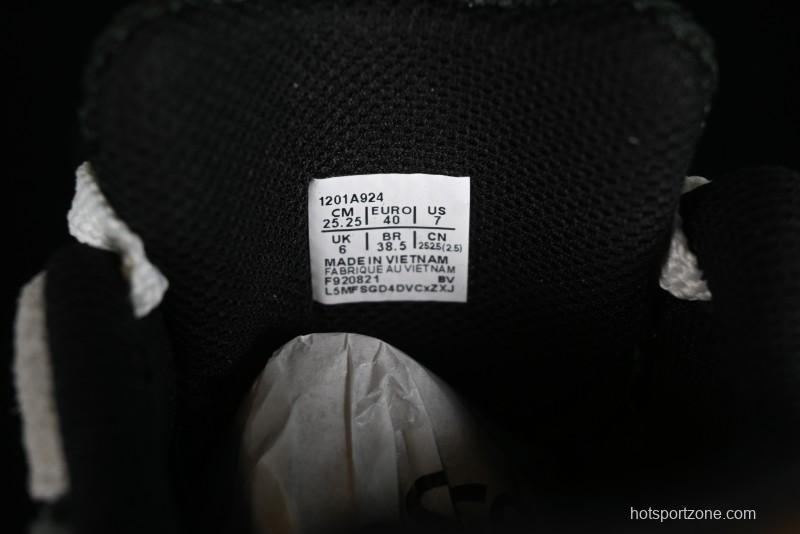 1201A924
CM EURO US
25.25 40 7
UK BR CN
6 38.5 252.5(2.5)
MADE IN VIETNAM
FABRIQUE AU VIETNAM
F920821 BV
L5MFSGD4DVCxZXJ
hotsportzone.com